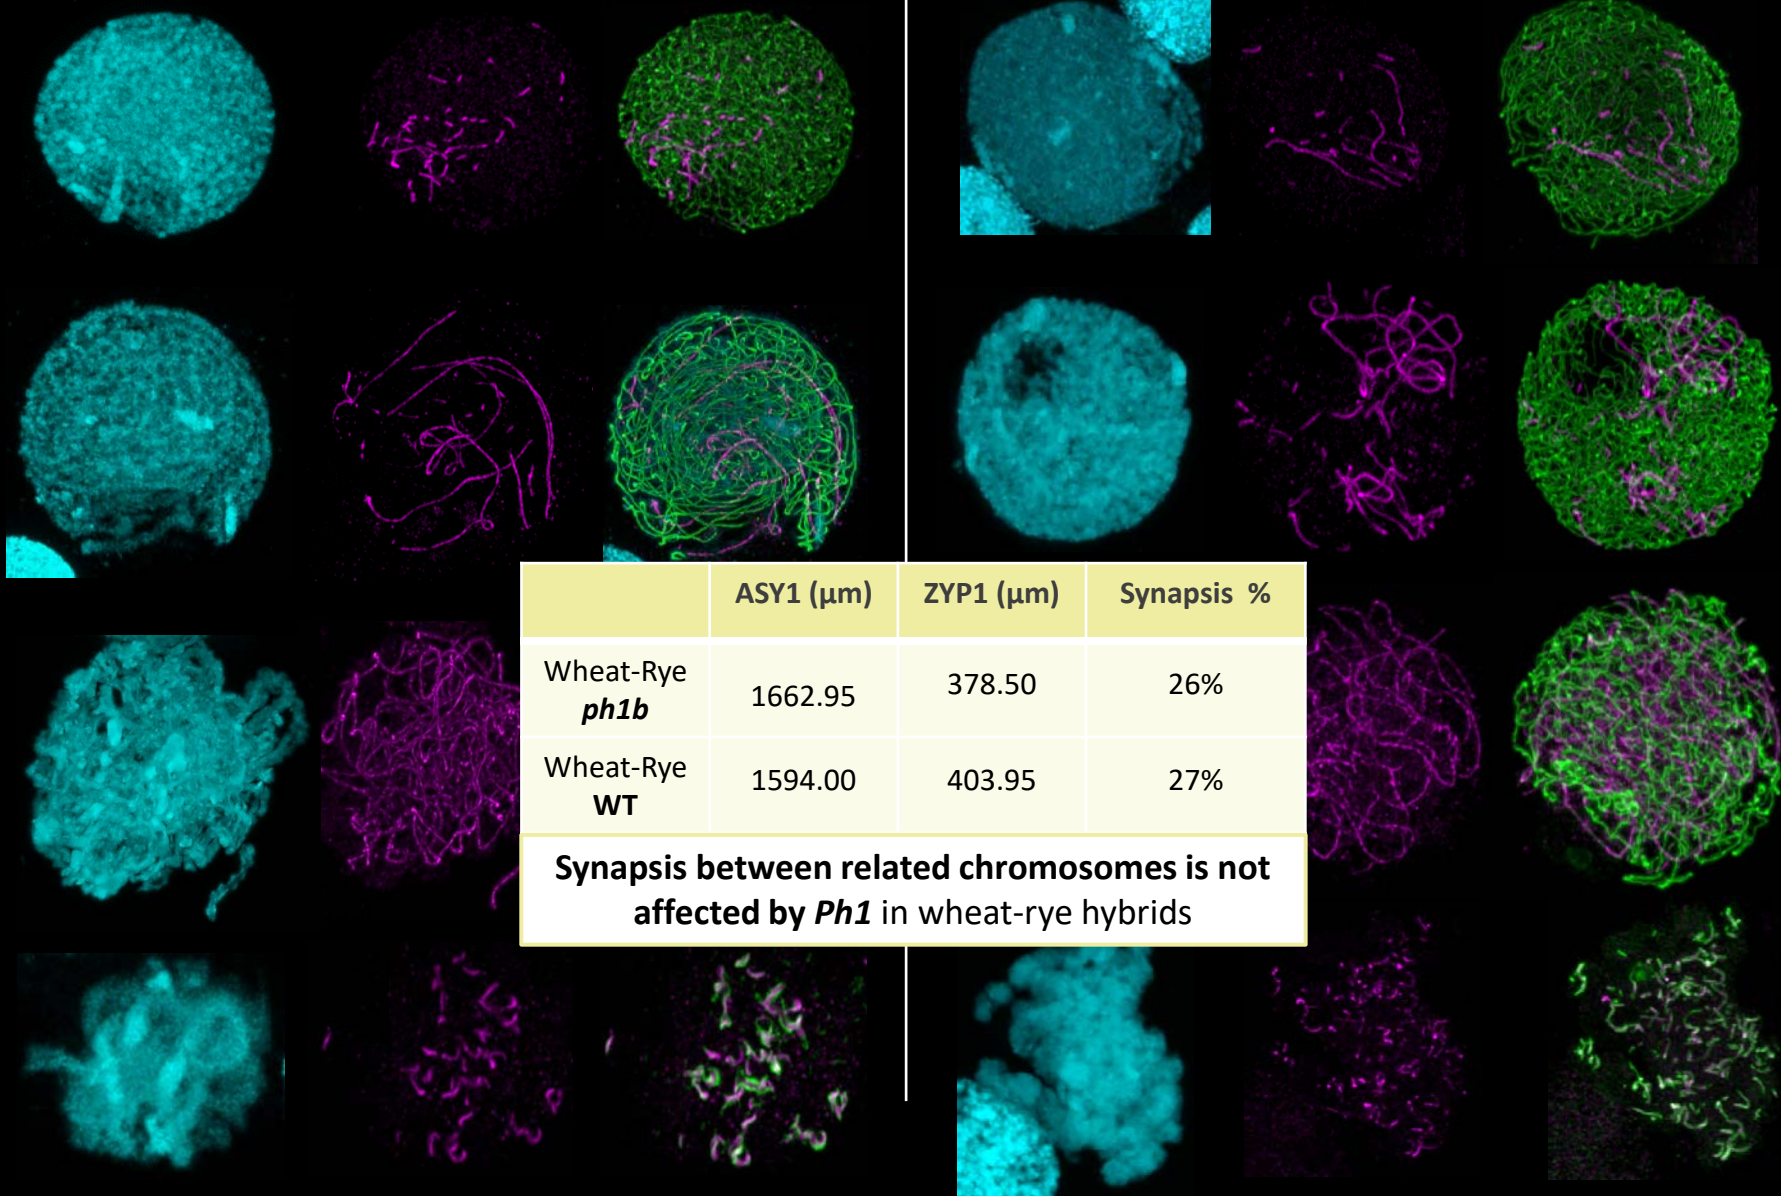 ASY1 (µm) ZYP1 (µm) Synapsis %
Wheat-Rye
ph1b
1662.95 378.50 26%
Wheat-Rye
WT
1594.00 403.95 27%
Synapsis between related chromosomes is not
affected by Ph1 in wheat-rye hybrids